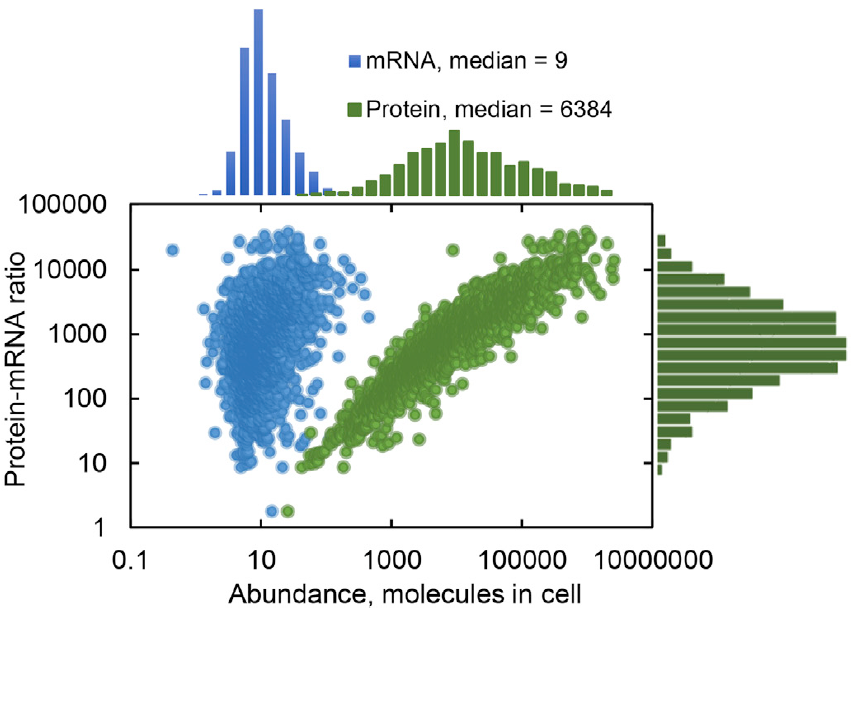 mRNA, median = 9
Protein, median = 6384
Protein-mRNA ratio
100000
10000
1000
100
10
1
0.1 10 1000 100000 10000000
Abundance, molecules in cell